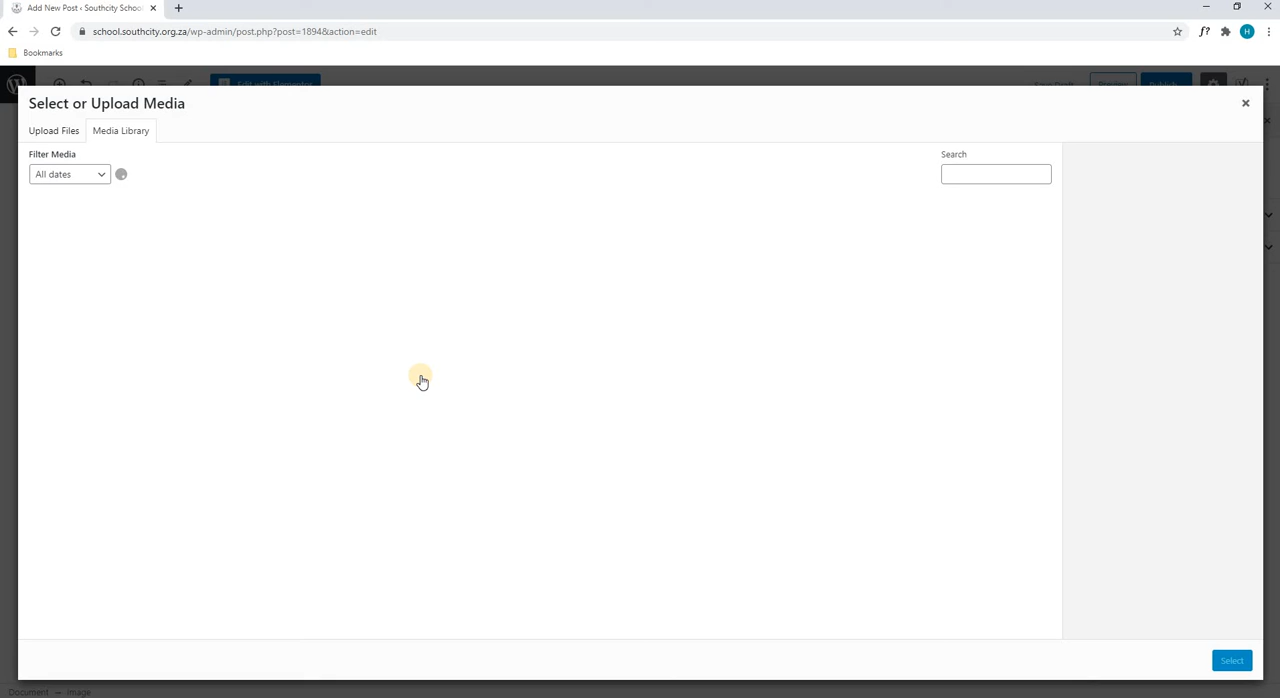 Add New Post ‹ Southcity School
school.southcity.org.za/wp-admin/post.php?post=1894&action=edit
f?
H
Bookmarks
Edit with Elementor
Save Draft
Preview
Publish
Select or Upload Media
Upload Files
Media Library
Filter Media
Search
All dates
Select
Document → Image